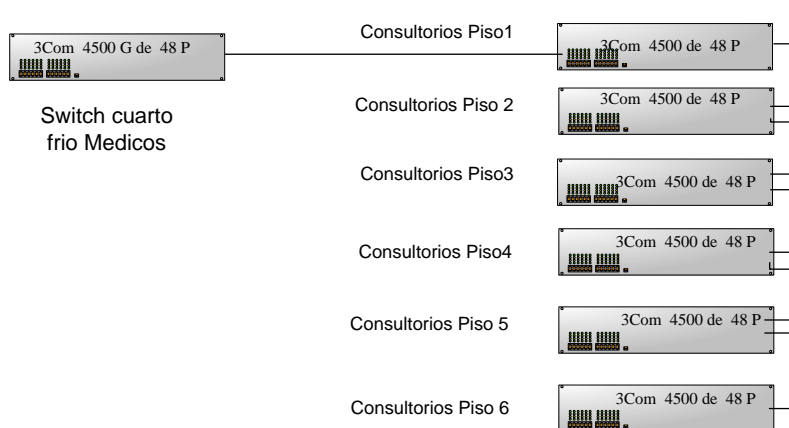 Consultorios Piso1
3Com 4500 G de 48 P
3Com 4500 de 48 P
Switch cuarto
frio Medicos
Consultorios Piso 2
3Com 4500 de 48 P
Consultorios Piso3
3Com 4500 de 48 P
Consultorios Piso4
3Com 4500 de 48 P
Consultorios Piso 5
3Com 4500 de 48 P
Consultorios Piso 6
3Com 4500 de 48 P